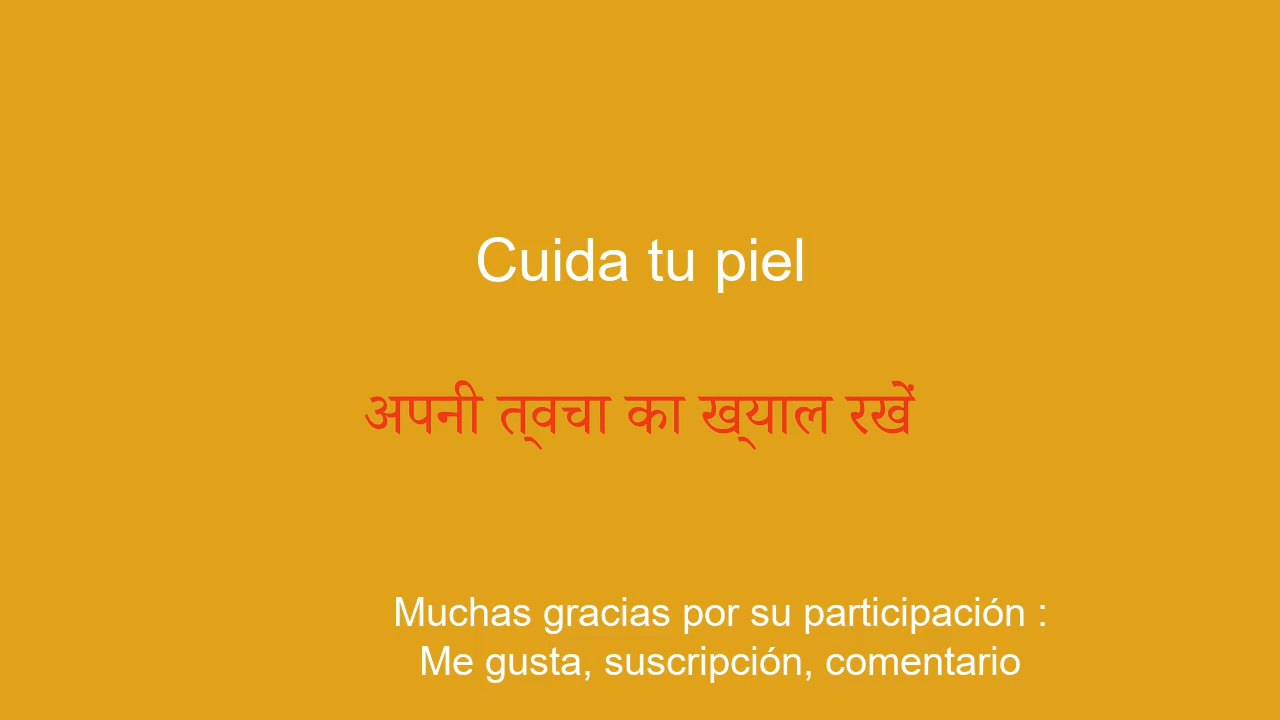 Cuida tu piel
अपनी त्वचा का ख्याल रखें
Muchas gracias por su participación :
Me gusta, suscripción, comentario